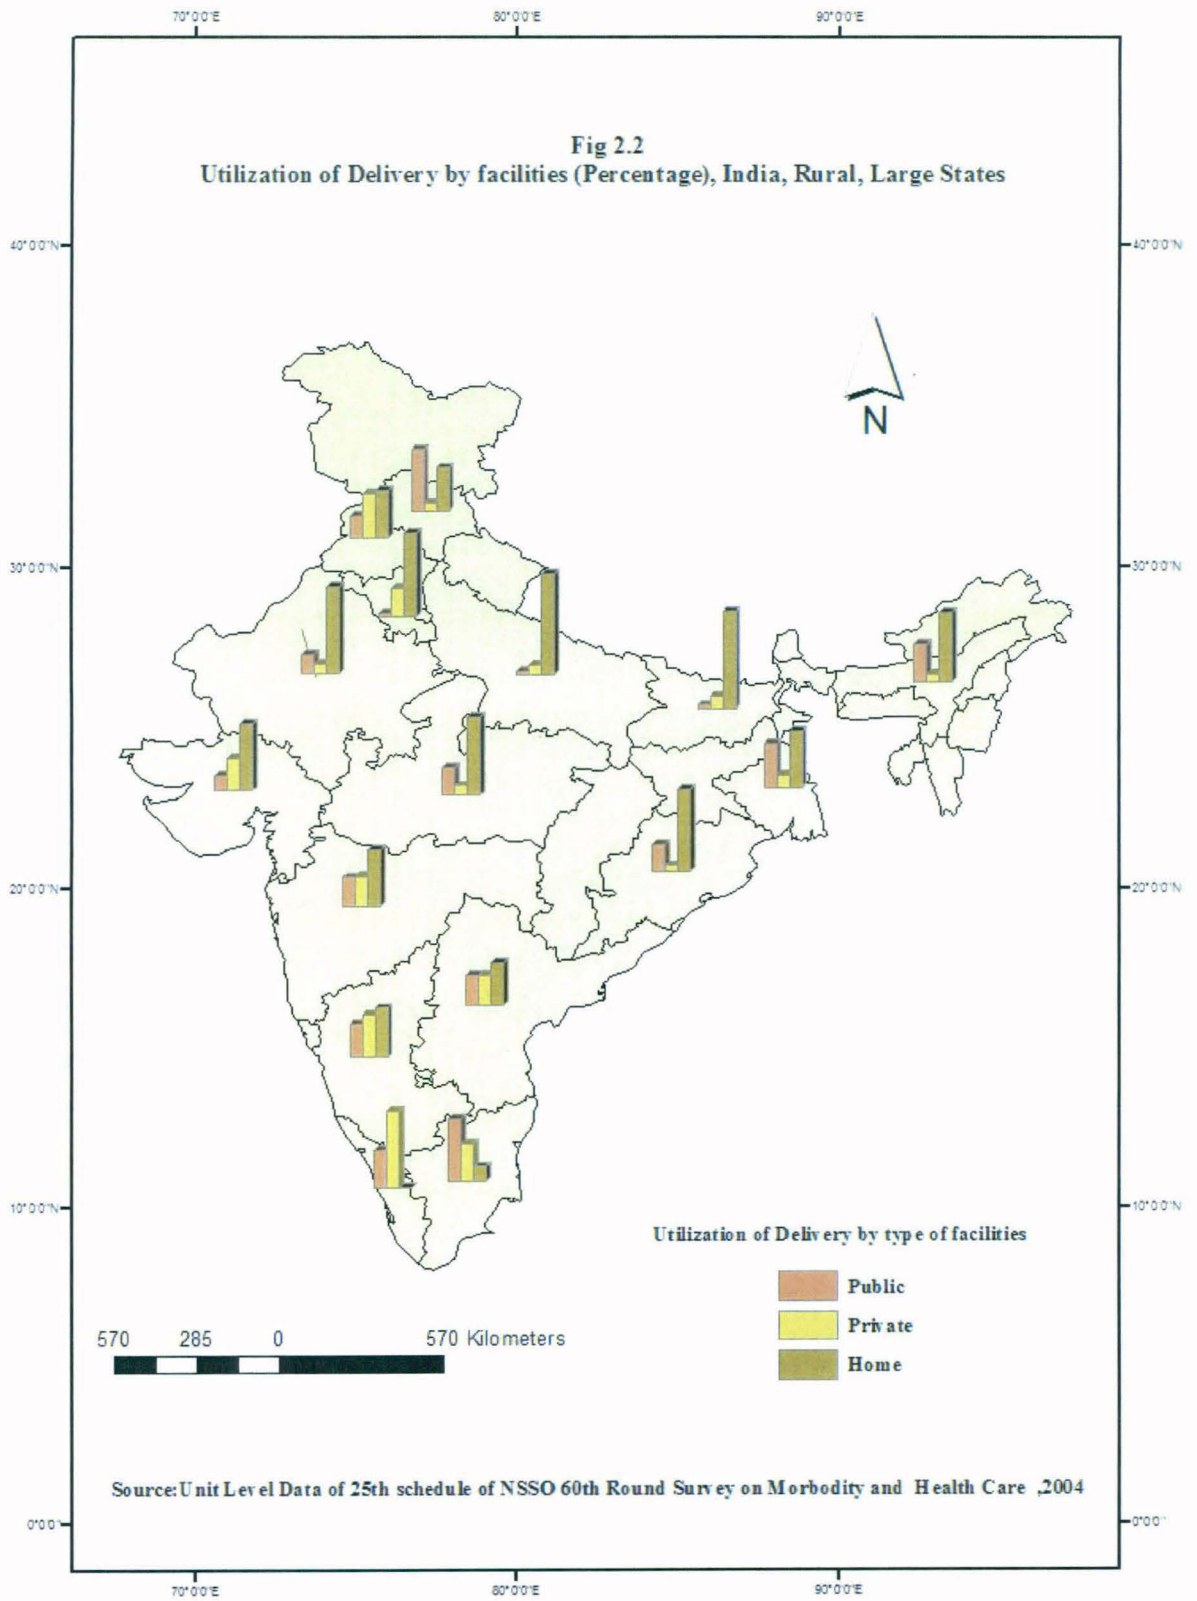 70°0'0"E 80°0'0"E 90°0'0"E
Fig 2.2
Utilization of Delivery by facilities (Percentage), India, Rural, Large States
40°0'0"N 40°0'0"N
N
30°0'0"N 30°0'0"N
20°0'0"N 20°0'0"N
10°0'0"N 10°0'0"N
Utilization of Delivery by type of facilities
Public
Private
Home
570 285 0 570 Kilometers
Source:Unit Level Data of 25th schedule of NSSO 60th Round Survey on Morbodity and Health Care ,2004
0°0'0" 0°0'0"
70°0'0"E 80°0'0"E 90°0'0"E